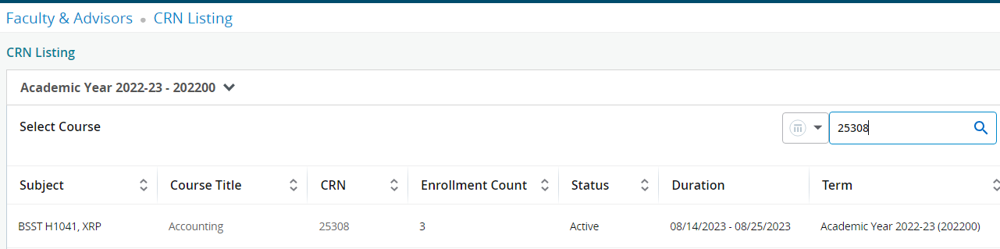 Faculty & Advisors • CRN Listing
CRN Listing
Academic Year 2022-23 - 202200
Select Course
25308
Subject Course Title CRN Enrollment Count Status Duration Term
BSST H1041, XRP Accounting 25308 3 Active 08/14/2023 - 08/25/2023 Academic Year 2022-23 (202200)